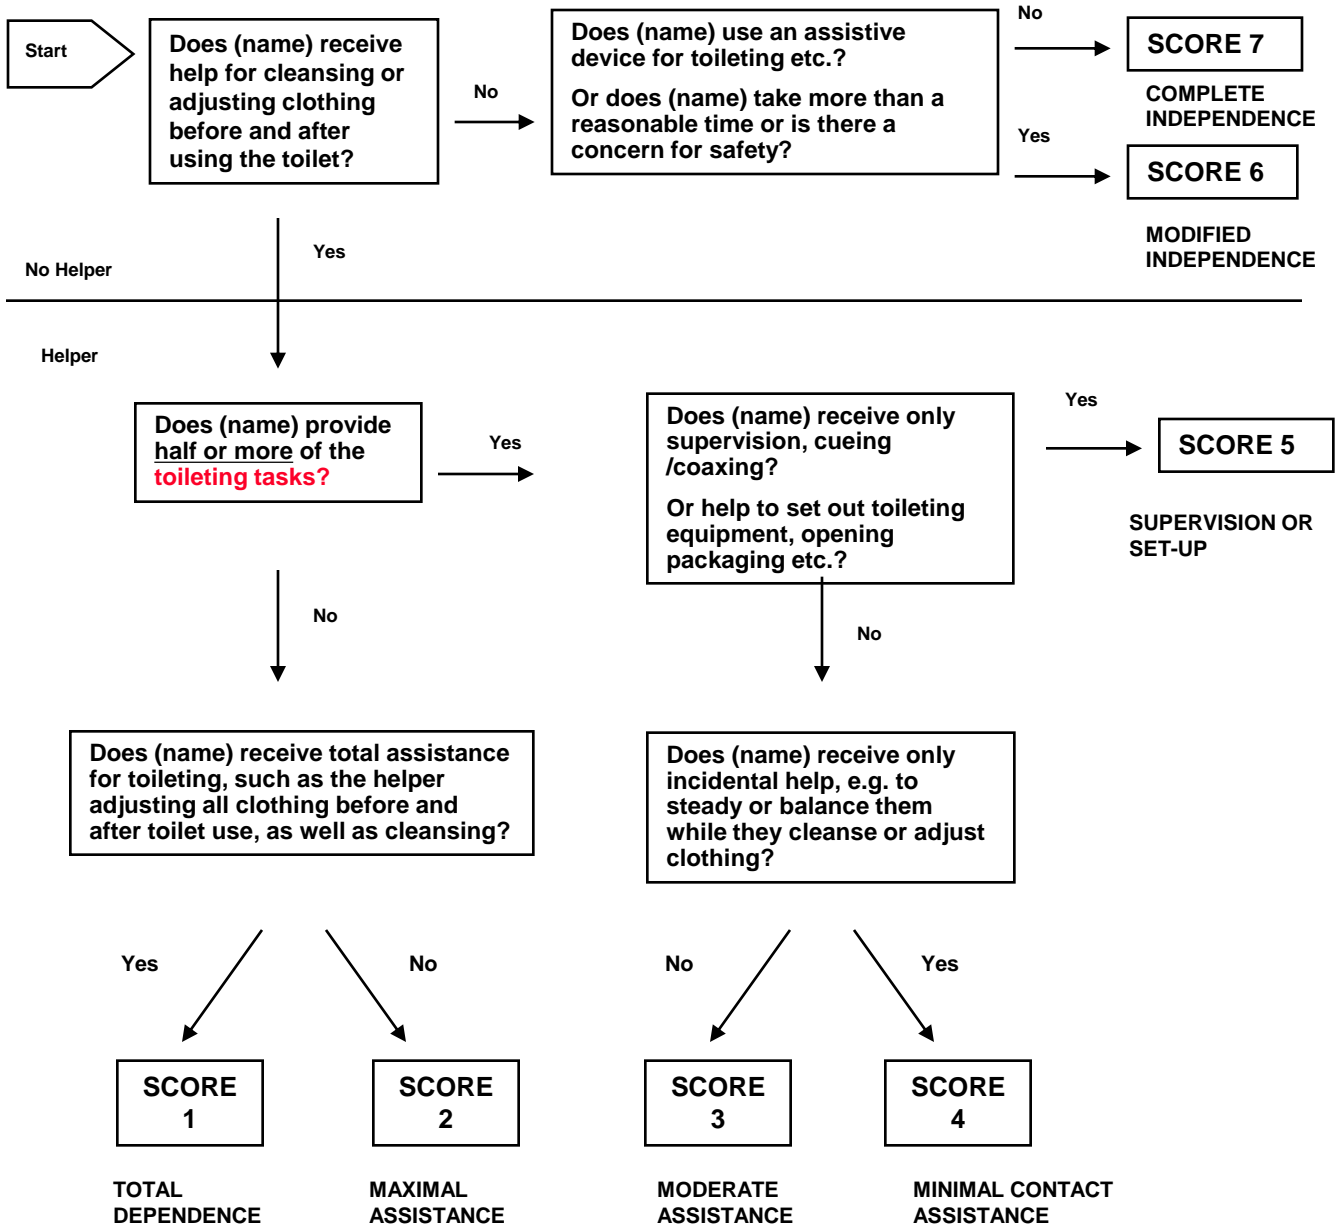 Start
Does (name) receive
help for cleansing or
adjusting clothing
before and after
using the toilet?
No
Does (name) use an assistive
device for toileting etc.?
Or does (name) take more than a
reasonable time or is there a
concern for safety?
No
SCORE 7
COMPLETE
INDEPENDENCE
Yes
SCORE 6
MODIFIED
INDEPENDENCE
Yes
No Helper
Helper
Does (name) provide
half or more of the
toileting tasks?
Yes
Does (name) receive only
supervision, cueing
/coaxing?
Or help to set out toileting
equipment, opening
packaging etc.?
Yes
SCORE 5
SUPERVISION OR
SET-UP
No
No
Does (name) receive total assistance
for toileting, such as the helper
adjusting all clothing before and
after toilet use, as well as cleansing?
Does (name) receive only
incidental help, e.g. to
steady or balance them
while they cleanse or adjust
clothing?
Yes
No
No
Yes
SCORE
1
SCORE
2
SCORE
3
SCORE
4
TOTAL
DEPENDENCE
MAXIMAL
ASSISTANCE
MODERATE
ASSISTANCE
MINIMAL CONTACT
ASSISTANCE